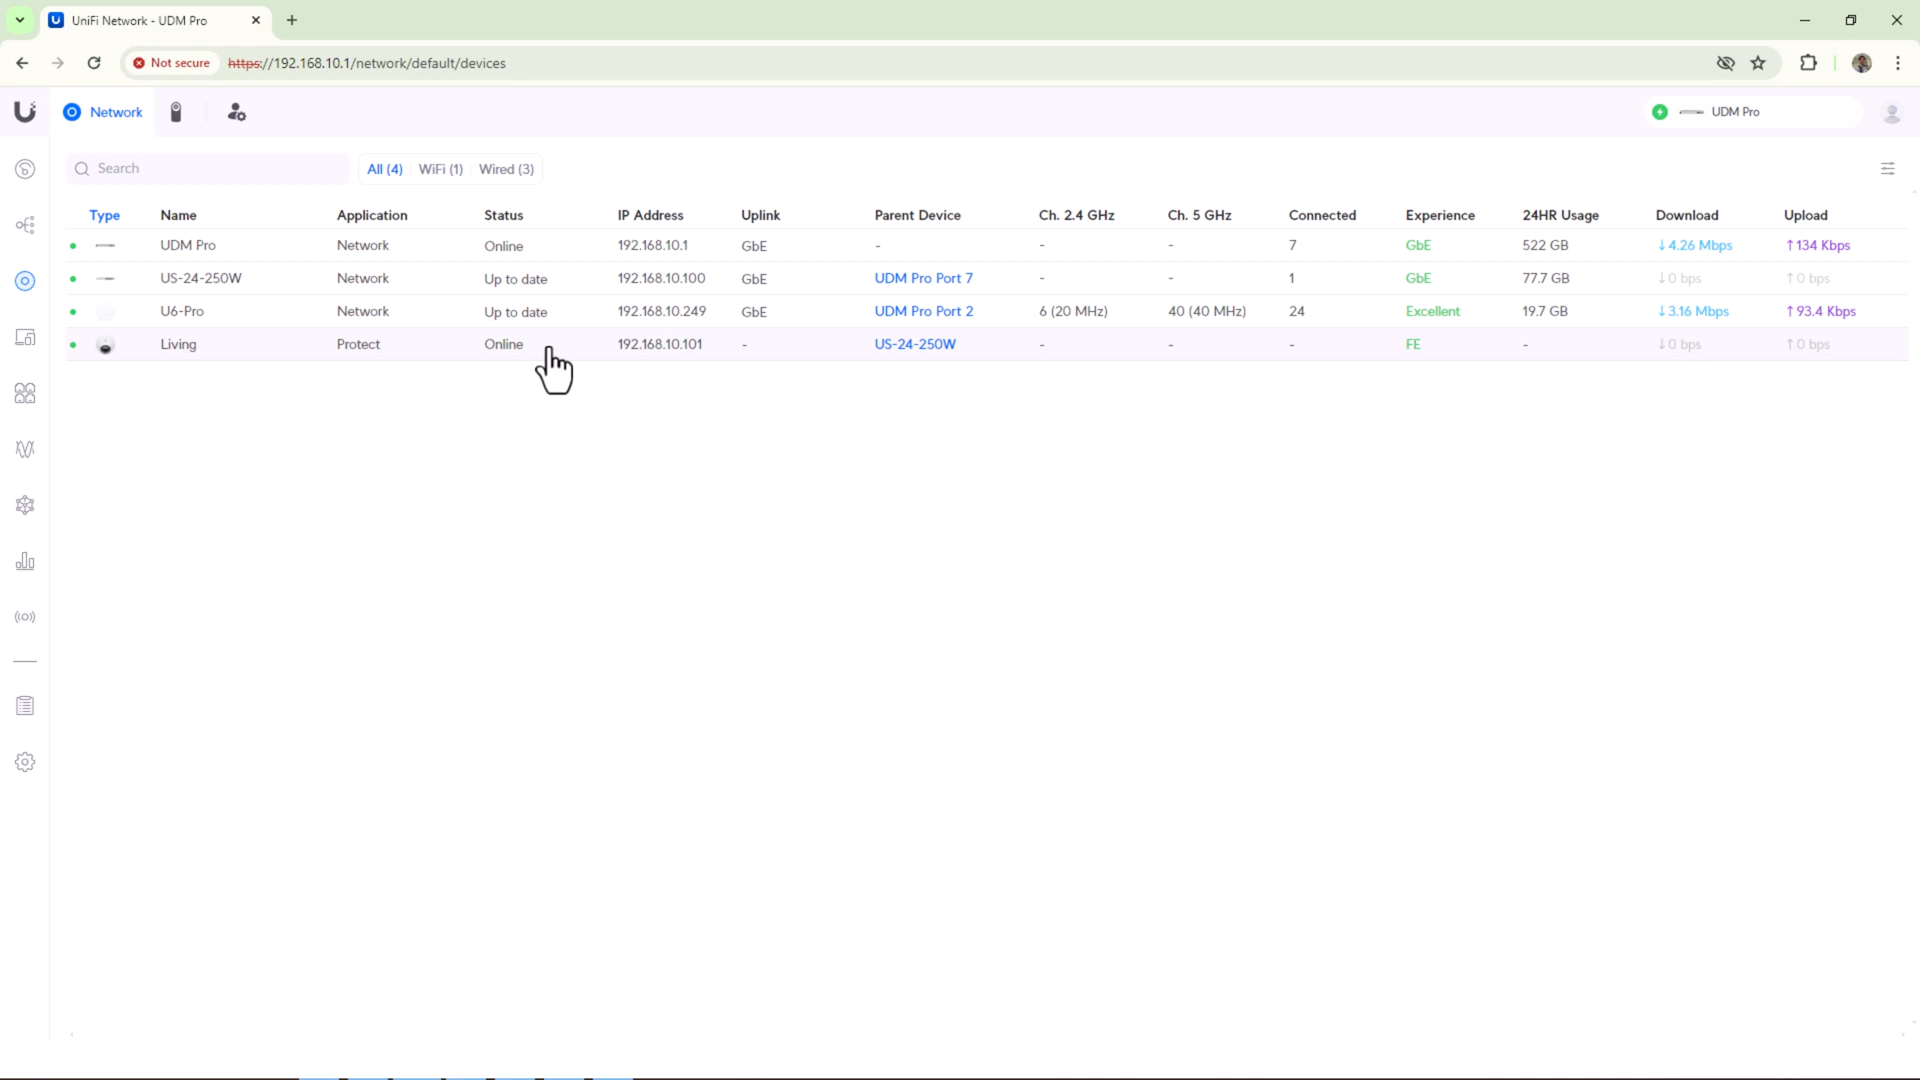 UniFi Network - UDM Pro
Not secure https://192.168.10.1/network/default/devices
Network UDM Pro
Search All (4) WiFi (1) Wired (3)
Type Name Application Status IP Address Uplink Parent Device Ch. 2.4 GHz Ch. 5 GHz Connected Experience 24HR Usage Download Upload
UDM Pro Network Online 192.168.10.1 GbE - - - 7 GbE 522 GB ↓4.26 Mbps ↑134 Kbps
US-24-250W Network Up to date 192.168.10.100 GbE UDM Pro Port 7 - - 1 GbE 77.7 GB ↓0 bps ↑0 bps
U6-Pro Network Up to date 192.168.10.249 GbE UDM Pro Port 2 6 (20 MHz) 40 (40 MHz) 24 Excellent 19.7 GB ↓3.16 Mbps ↑93.4 Kbps
Living Protect Online 192.168.10.101 - US-24-250W - - - FE - ↓0 bps ↑0 bps